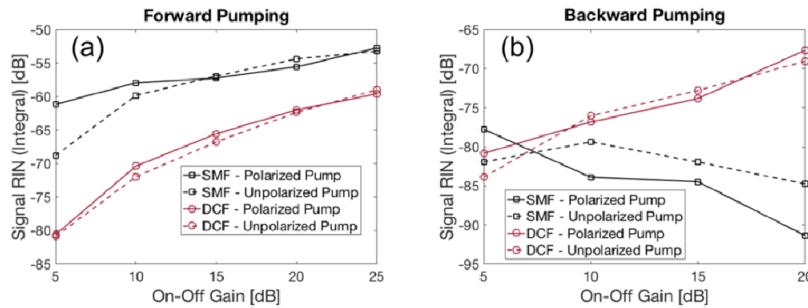 Forward Pumping
(a)
Signal RIN (Integral) [dB]
-50
-55
-60
-65
-70
-75
-80
-85
SMF - Polarized Pump
SMF - Unpolarized Pump
DCF - Polarized Pump
DCF - Unpolarized Pump
5 10 15 20 25
On-Off Gain [dB]
Backward Pumping
(b)
Signal RIN (Integral) [dB]
-65
-70
-75
-80
-85
-90
-95
SMF - Polarized Pump
SMF - Unpolarized Pump
DCF - Polarized Pump
DCF - Unpolarized Pump
5 10 15 20
On-Off Gain [dB]